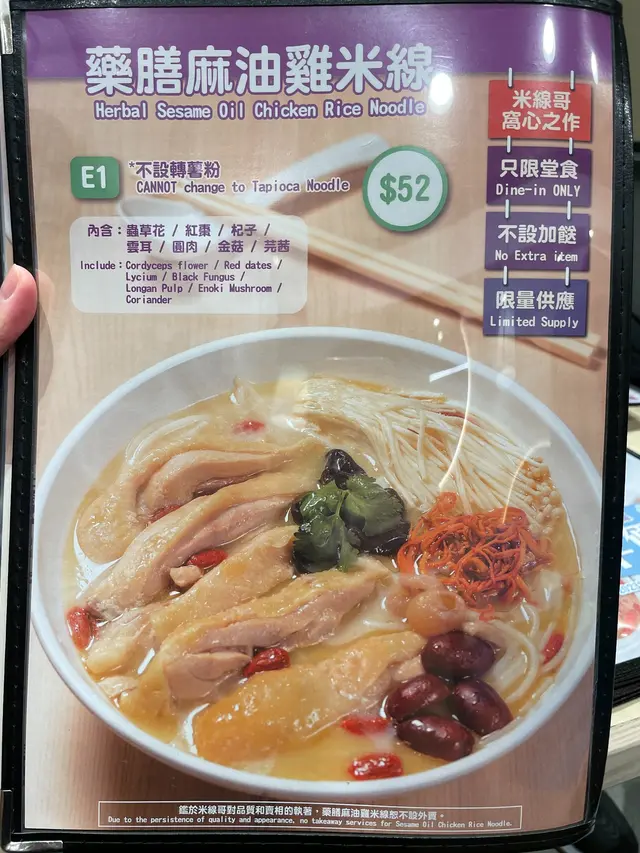 藥膳麻油雞米線
Herbal Sesame Oil Chicken Rice Noodle
米線哥
窩心之作
E1
*不設轉薯粉
CANNOT change to Tapioca Noodle
$52
只限堂食
Dine-in ONLY
內含：蟲草花 / 紅棗 / 杞子 /
雲耳 / 圓肉 / 金菇 / 芫茜
Include：Cordyceps flower / Red dates /
Lycium / Black Fungus /
Longan Pulp / Enoki Mushroom /
Coriander
不設加餸
No Extra item
限量供應
Limited Supply
鑑於米線哥對品質和賣相的執著，藥膳麻油雞米線恕不設外賣。
Due to the persistence of quality and appearance, no takeaway services for Sesame Oil Chicken Rice Noodle.